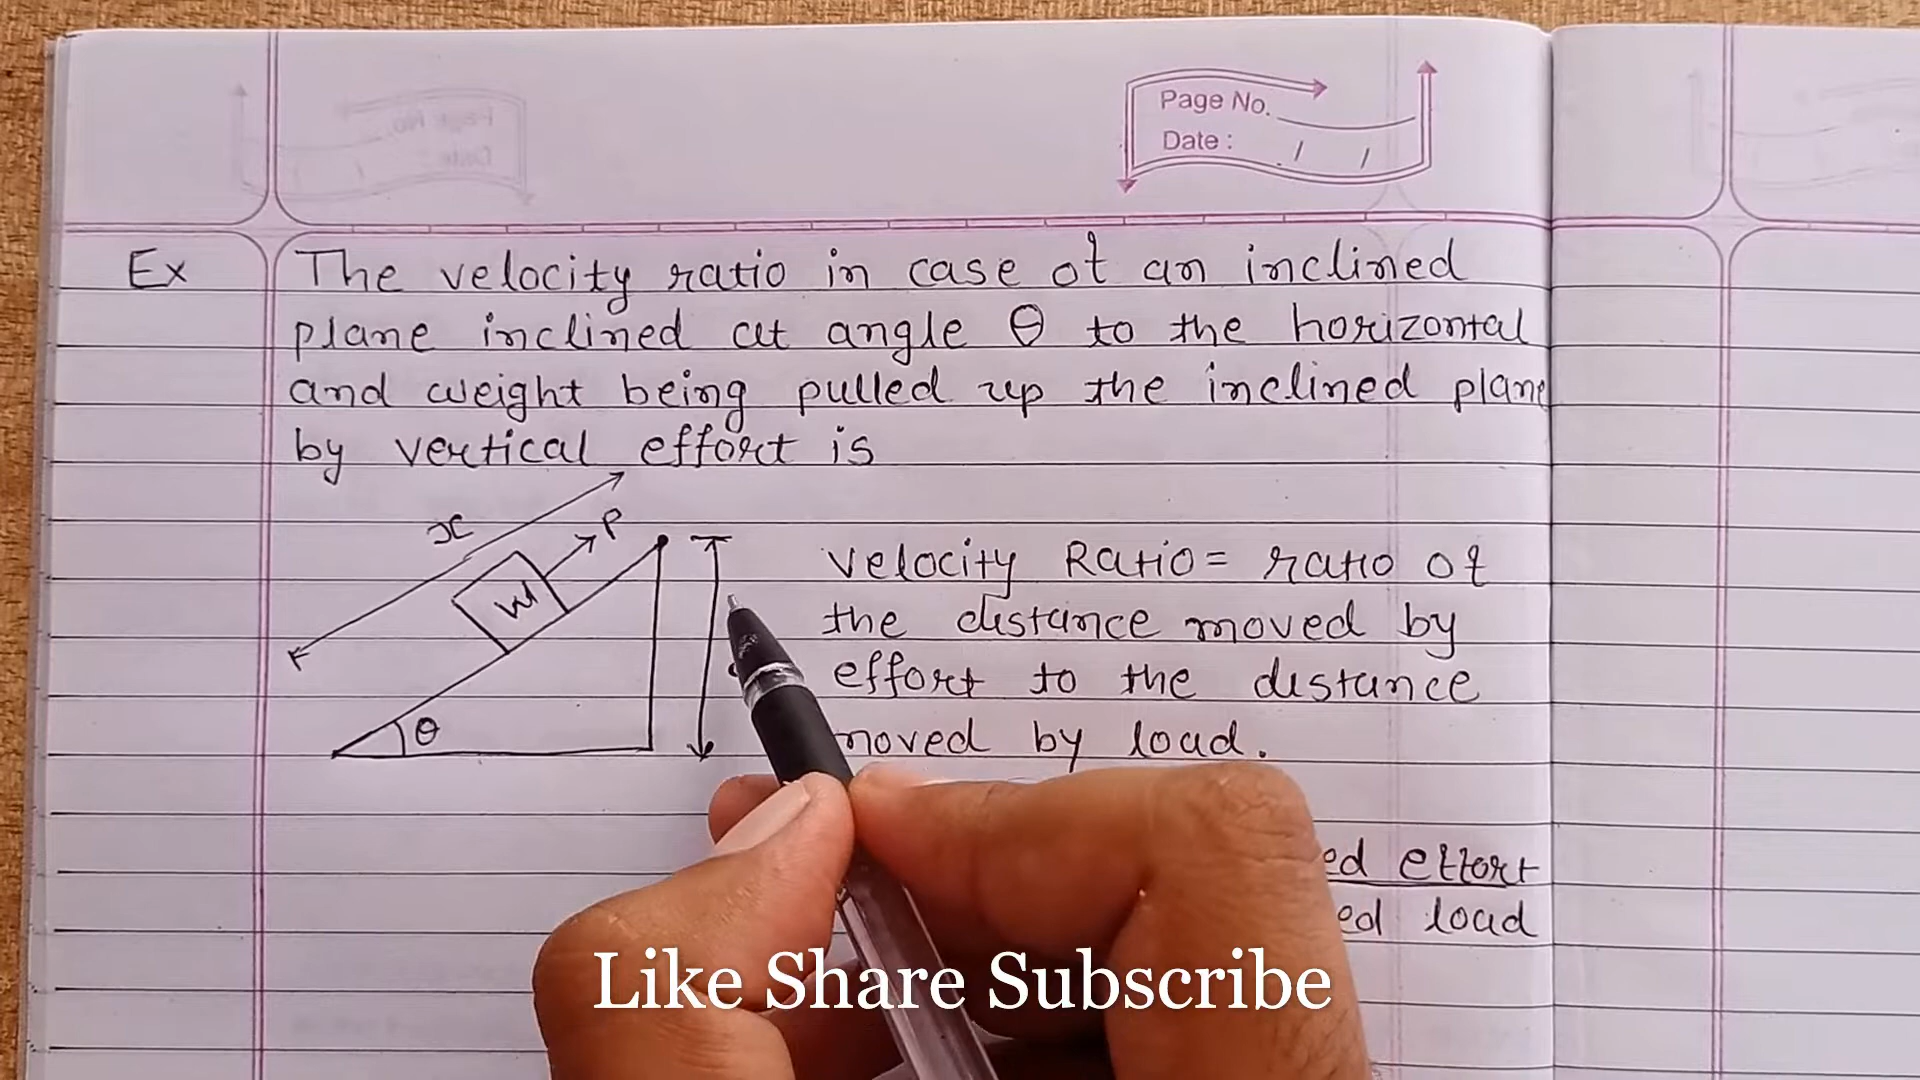 Page No.
Date : / /
Ex The velocity ratio in case of an inclined
plane inclined at angle θ to the horizontal
and weight being pulled up the inclined plane
by vertical effort is
x
P
W
θ
Velocity Ratio = ratio of
the distance moved by
effort to the distance
moved by load.
effort
load
Like Share Subscribe